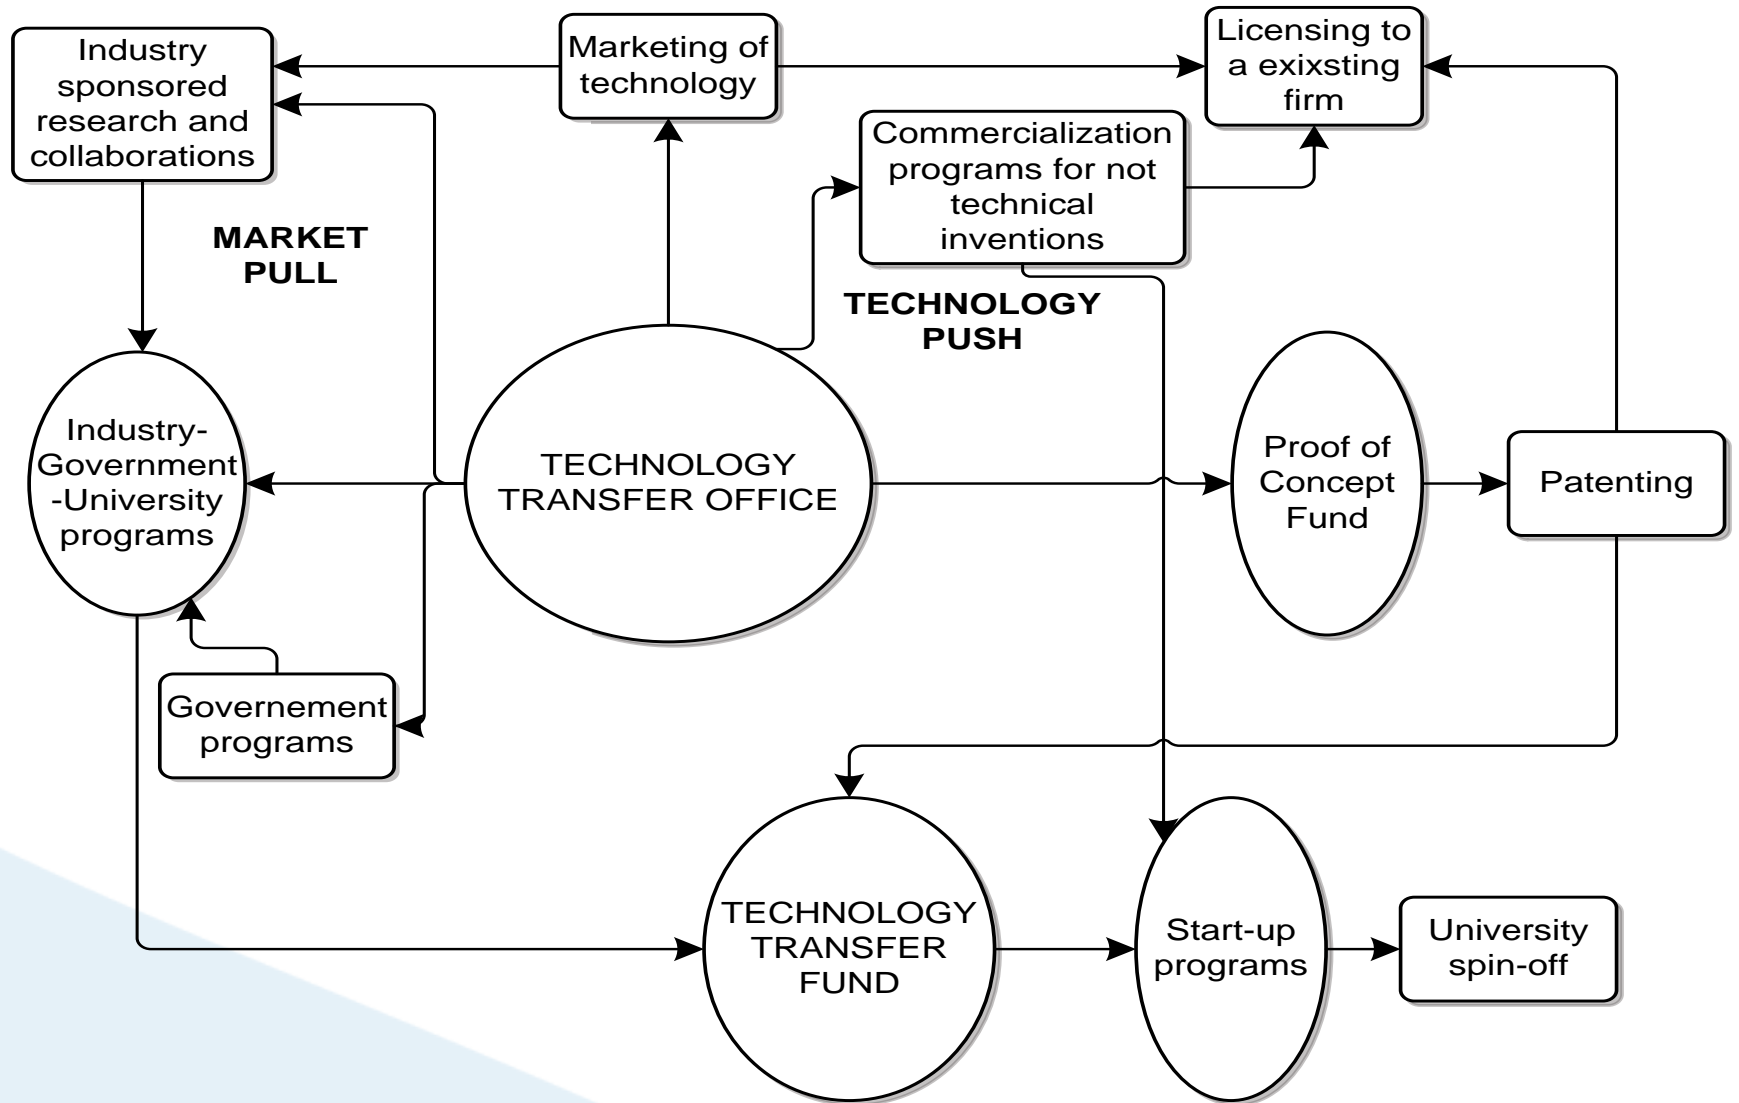 Industry
sponsored
research and
collaborations
Marketing of
technology
Licensing to
a exixsting
firm
Commercialization
programs for not
technical
inventions
MARKET
PULL
TECHNOLOGY
PUSH
Industry-
Government
-University
programs
TECHNOLOGY
TRANSFER OFFICE
Proof of
Concept
Fund
Patenting
Governement
programs
TECHNOLOGY
TRANSFER
FUND
Start-up
programs
University
spin-off